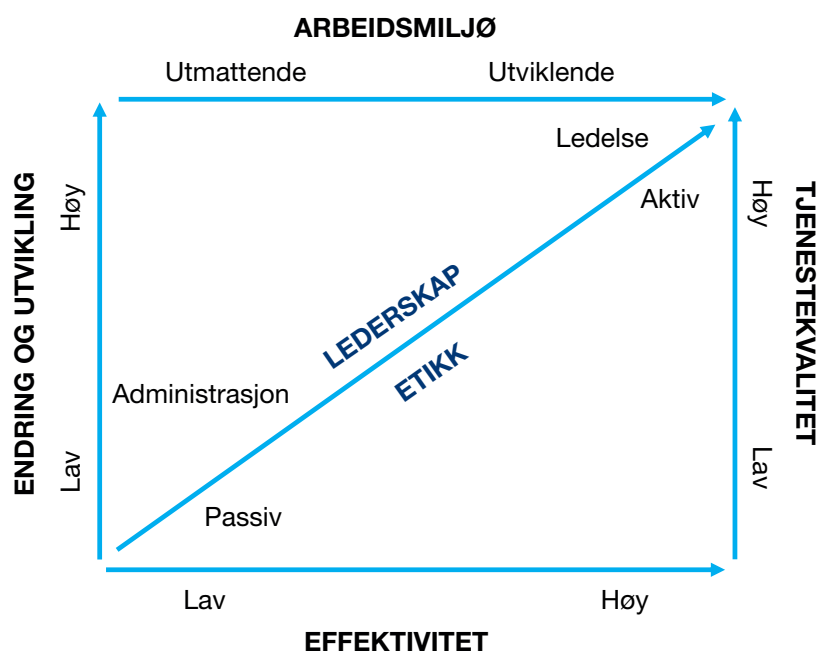 ARBEIDSMILJØ
Utmattende
Utviklende
Ledelse
Aktiv
Høy
Høy
ENDRING OG UTVIKLING
TJENESTEKVALITET
LEDERSKAP
ETIKK
Administrasjon
Lav
Lav
Passiv
Lav
Høy
EFFEKTIVITET